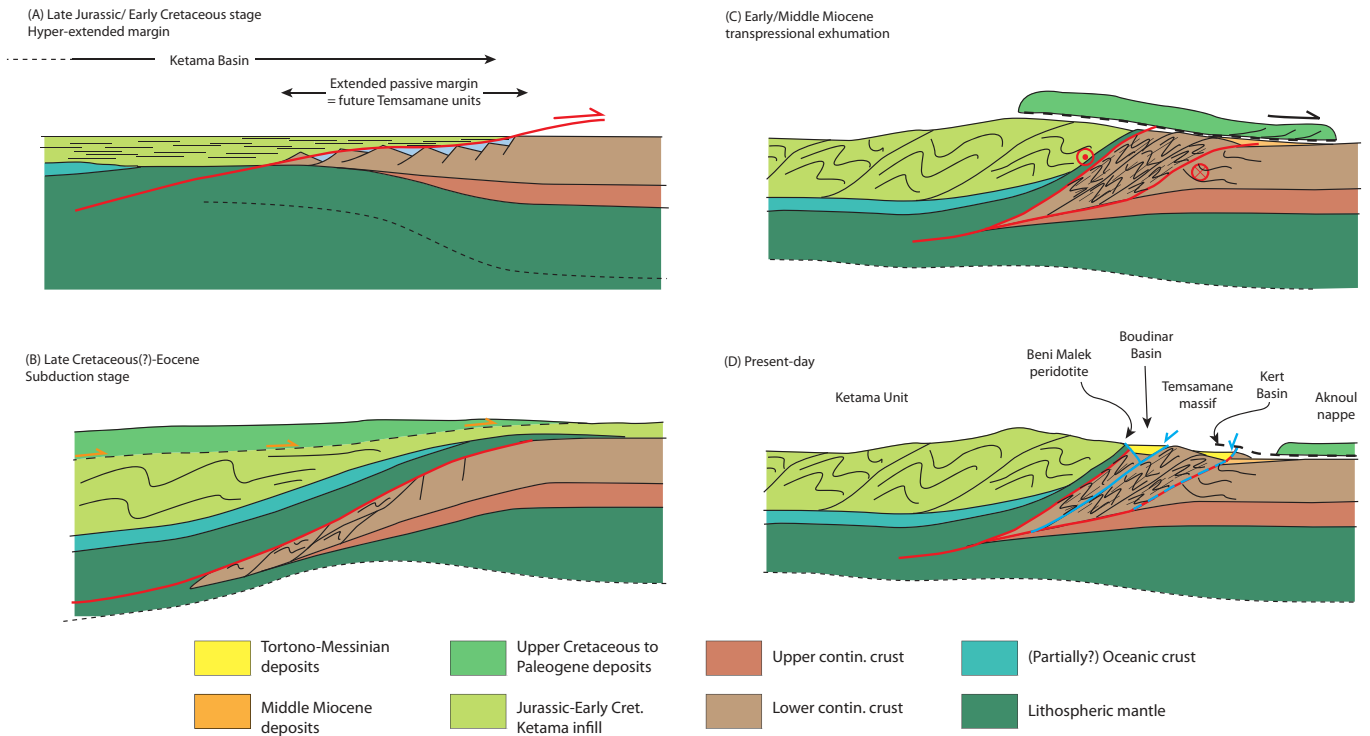 (A) Late Jurassic/ Early Cretaceous stage
Hyper-extended margin
Ketama Basin
Extended passive margin
= future Temsamane units
(B) Late Cretaceous(?)-Eocene
Subduction stage
(C) Early/Middle Miocene
transpressional exhumation
(D) Present-day
Ketama Unit
Beni Malek
peridotite
Boudinar
Basin
Temsamane
massif
Kert
Basin
Aknoul
nappe
Tortono-Messinian
deposits
Middle Miocene
deposits
Upper Cretaceous to
Paleogene deposits
Jurassic-Early Cret.
Ketama infill
Upper contin. crust
Lower contin. crust
(Partially?) Oceanic crust
Lithospheric mantle